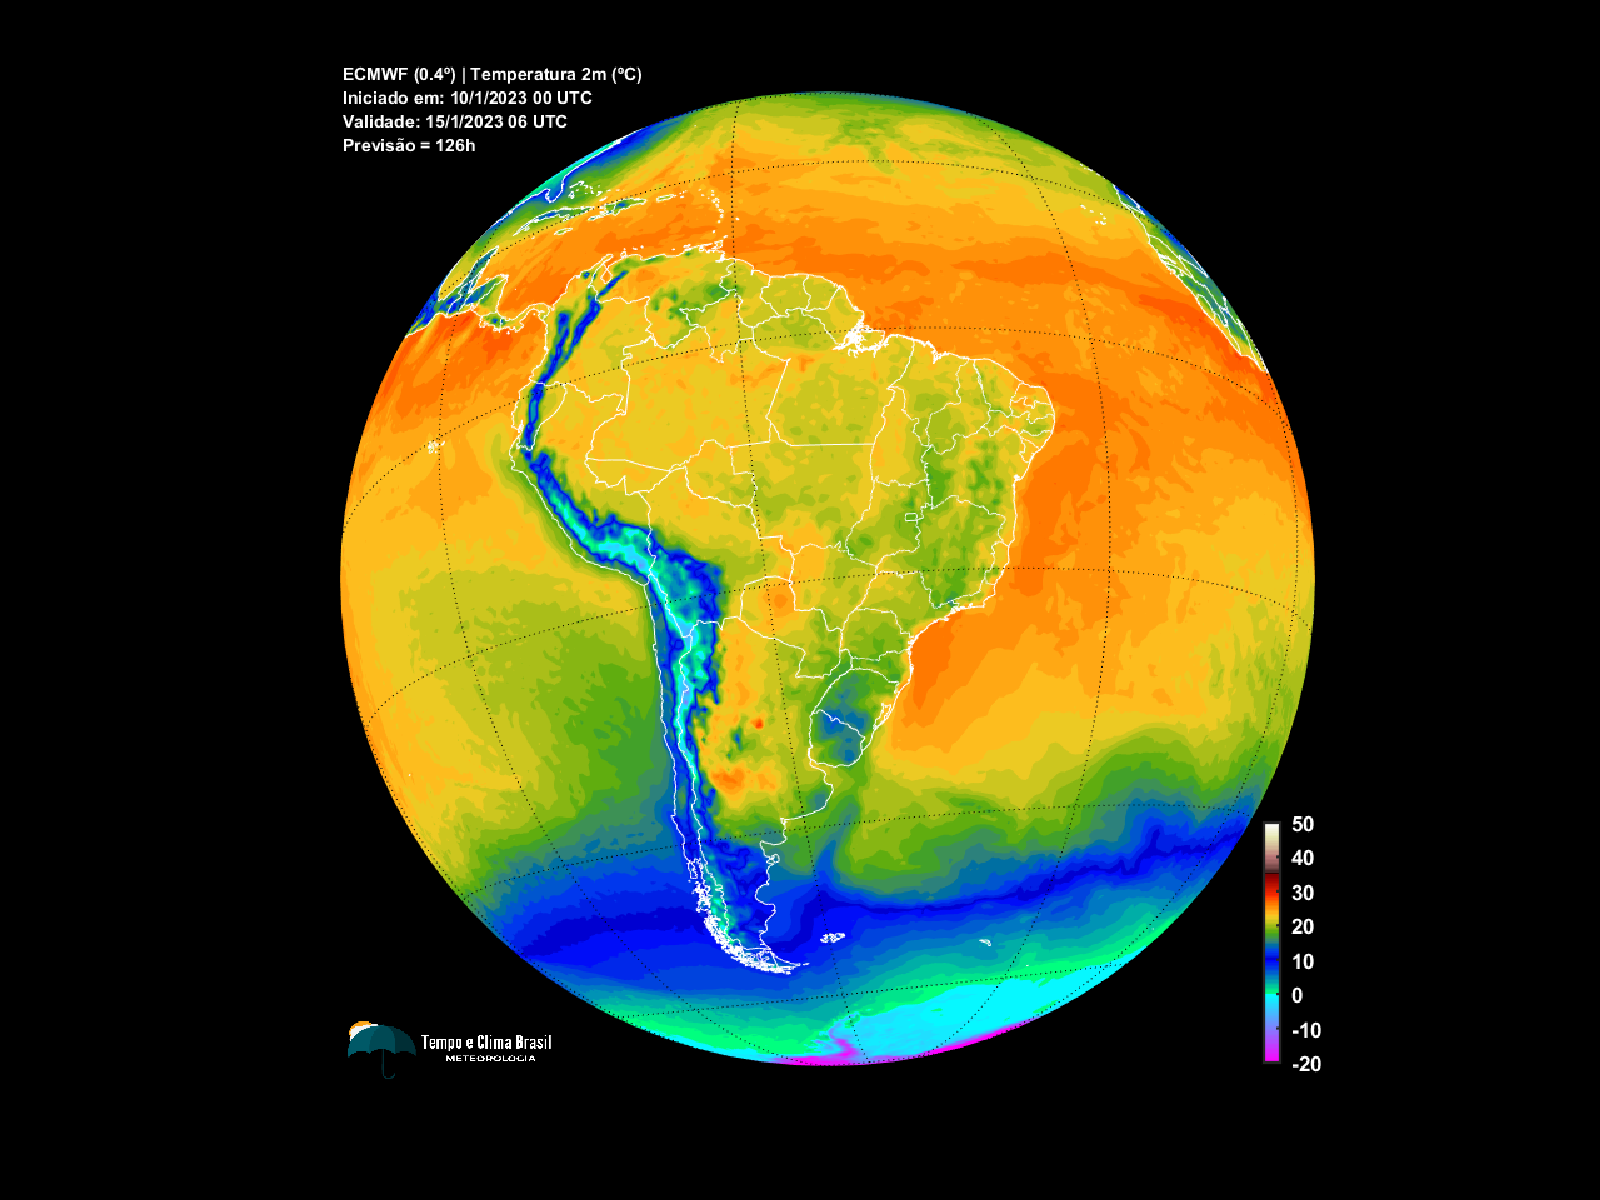 ECMWF (0.4º) | Temperatura 2m (ºC)
Iniciado em: 10/1/2023 00 UTC
Validade: 15/1/2023 06 UTC
Previsão = 126h
50
40
30
20
10
0
-10
-20
Tempo e Clima Brasil
METEOROLOGIA